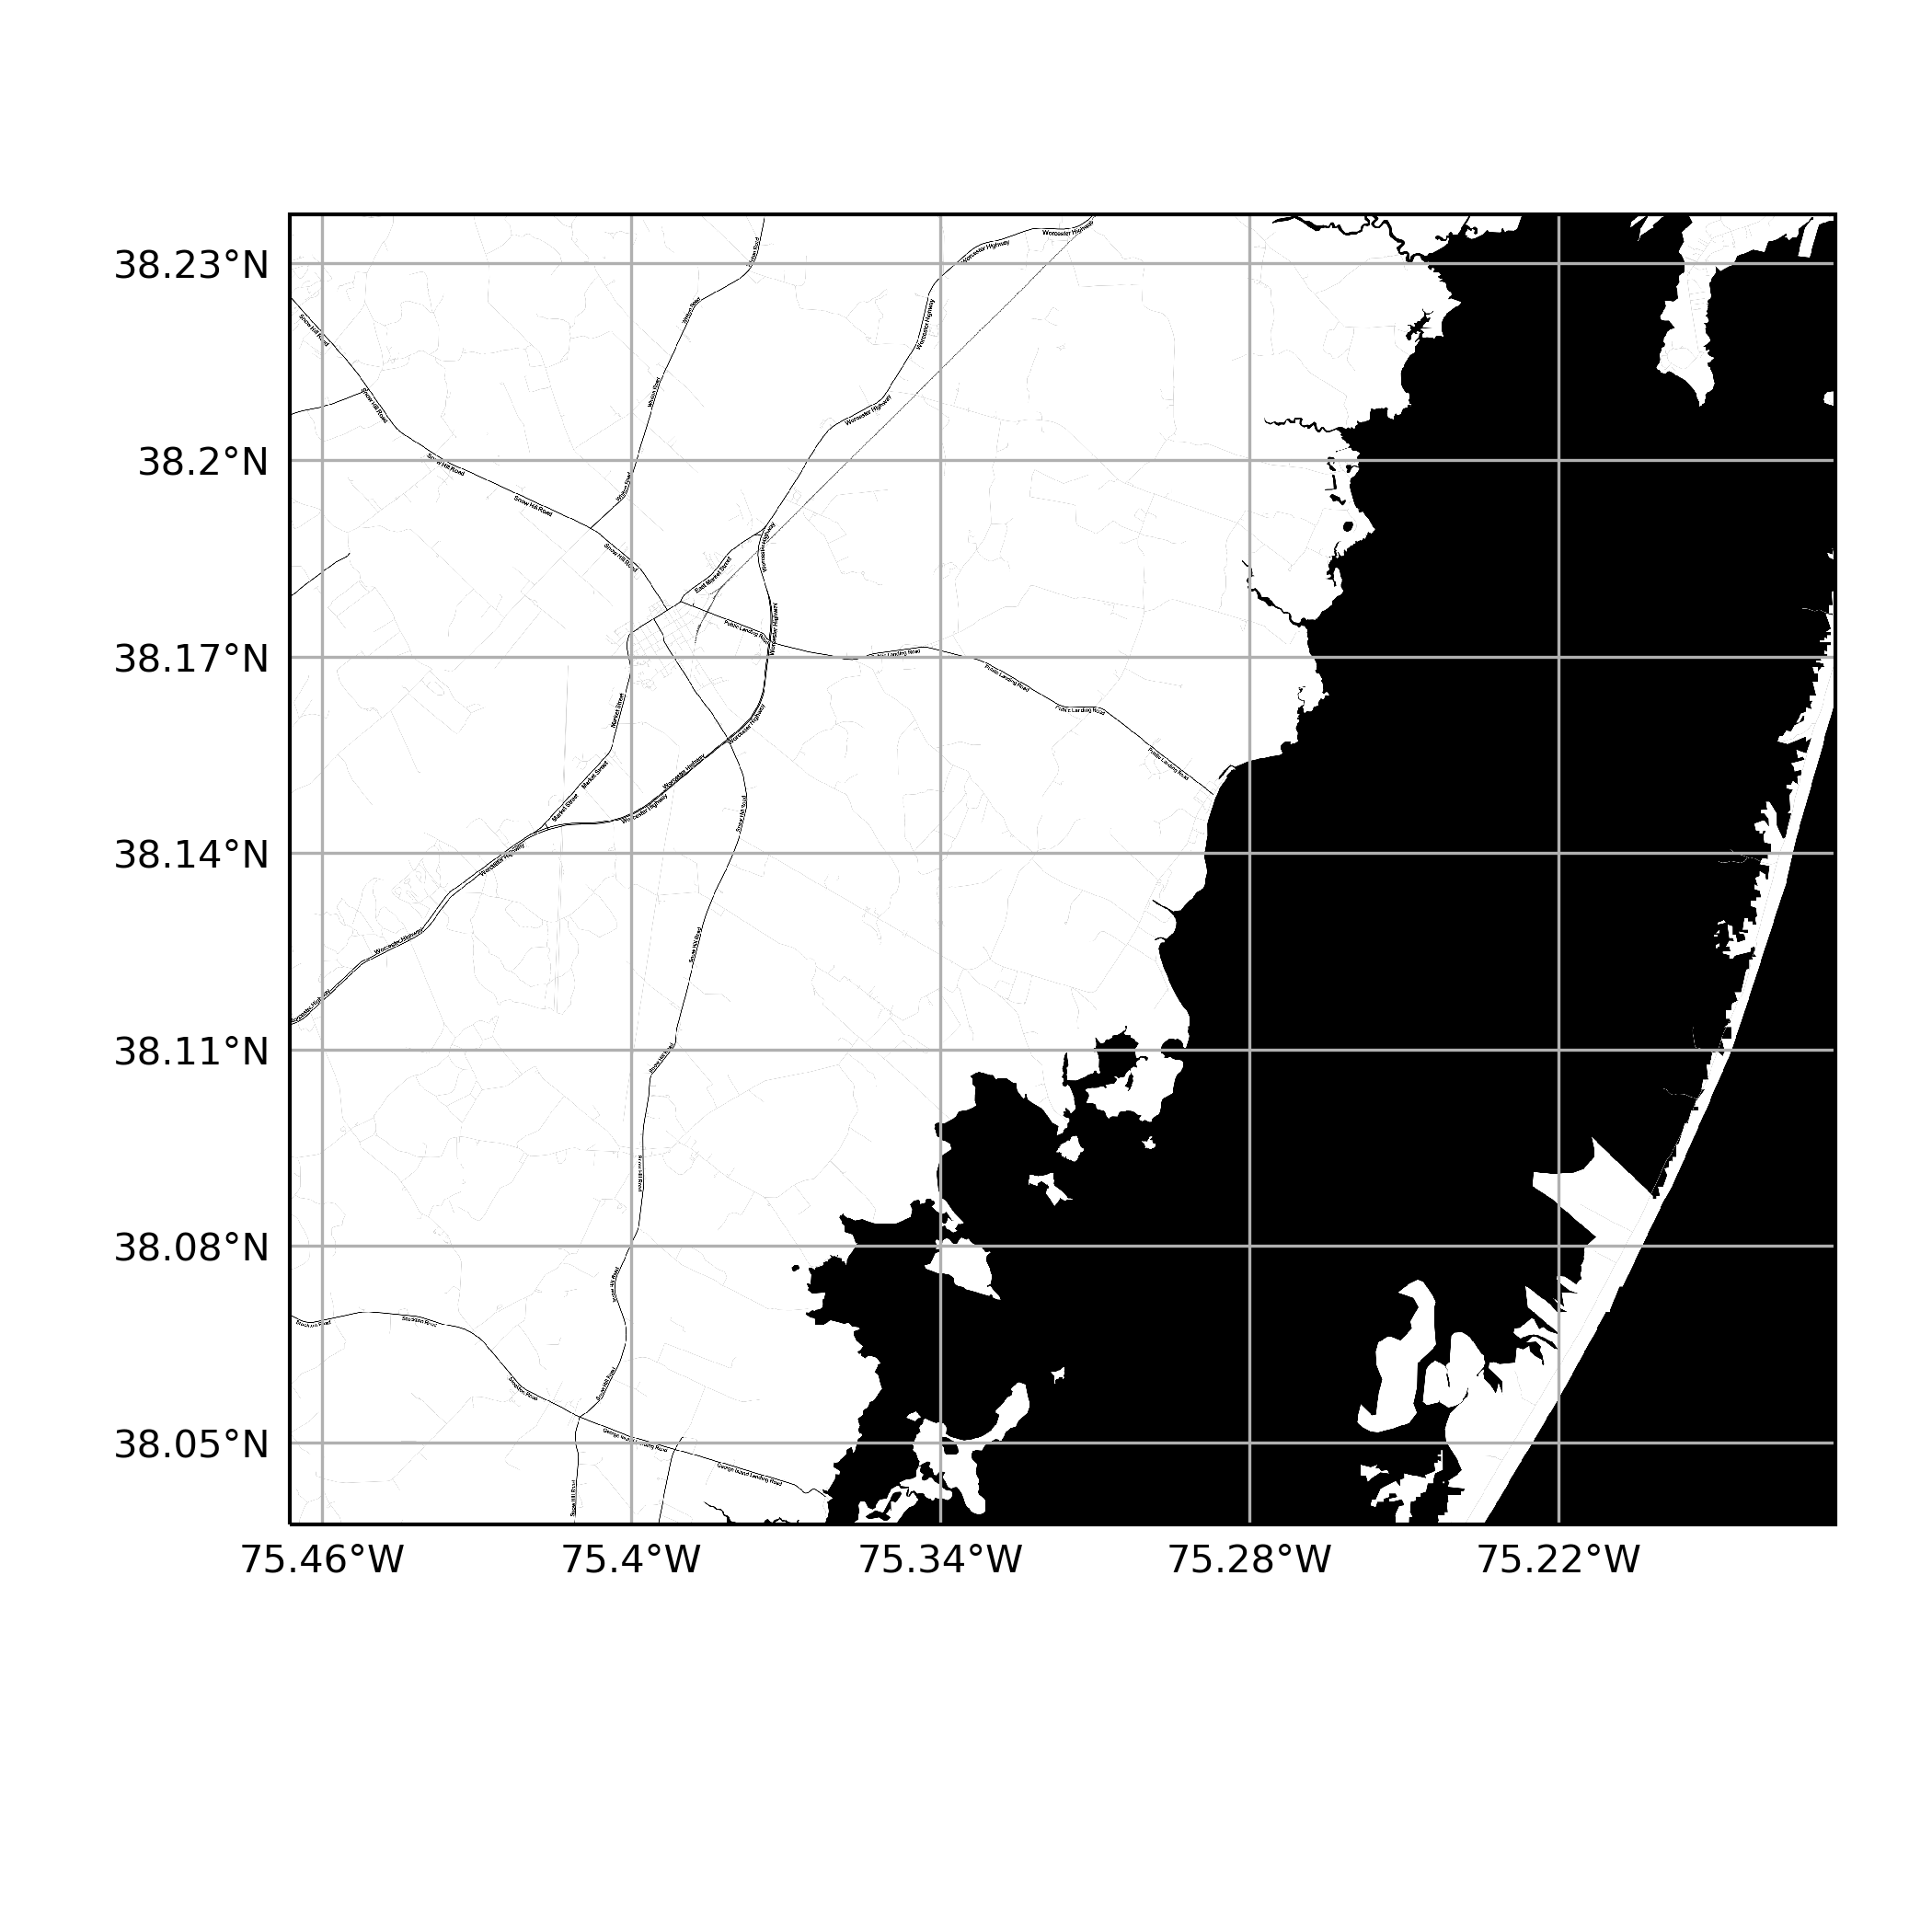 Worcester Highway
Worcester Highway
38.23°N
Snow Hill Road
Worcester Highway
Snow Hill Road
Worcester Highway
38.2°N
Snow Hill Road
Snow Hill Road
Snow Hill Road
Worcester Highway
East Market Street
Worcester Highway
Public Landing Road
38.17°N
Public Landing Road
Public Landing Road
Market Street
Public Landing Road
Worcester Highway
Public Landing Road
Market Street
Worcester Highway
Market Street
Worcester Highway
Snow Hill Road
38.14°N
Worcester Highway
Worcester Highway
Snow Hill Road
Worcester Highway
38.11°N
Snow Hill Road
Snow Hill Road
38.08°N
Snow Hill Road
Stockton Road
Stockton Road
Snow Hill Road
Stockton Road
38.05°N
George Island Landing Road
George Island Landing Road
Snow Hill Road
75.46°W
75.4°W
75.34°W
75.28°W
75.22°W